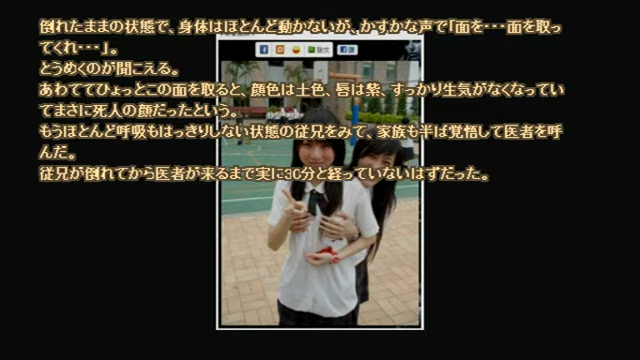 倒れたままの状態で、身体はほとんど動かないが、かすかな声で「面を･･･面を取っ
てくれ･･･」。
とうめくのが聞こえる。
あわててひょっとこの面を取ると、顔色は土色、唇は紫、すっかり生気がなくなってい
てまさに死人の顔だったという。
もうほとんど呼吸もはっきりしない状態の従兄をみて、家族も半ば覚悟して医者を呼
んだ。
従兄が倒れてから医者が来るまで実に30分と経っていないはずだった。